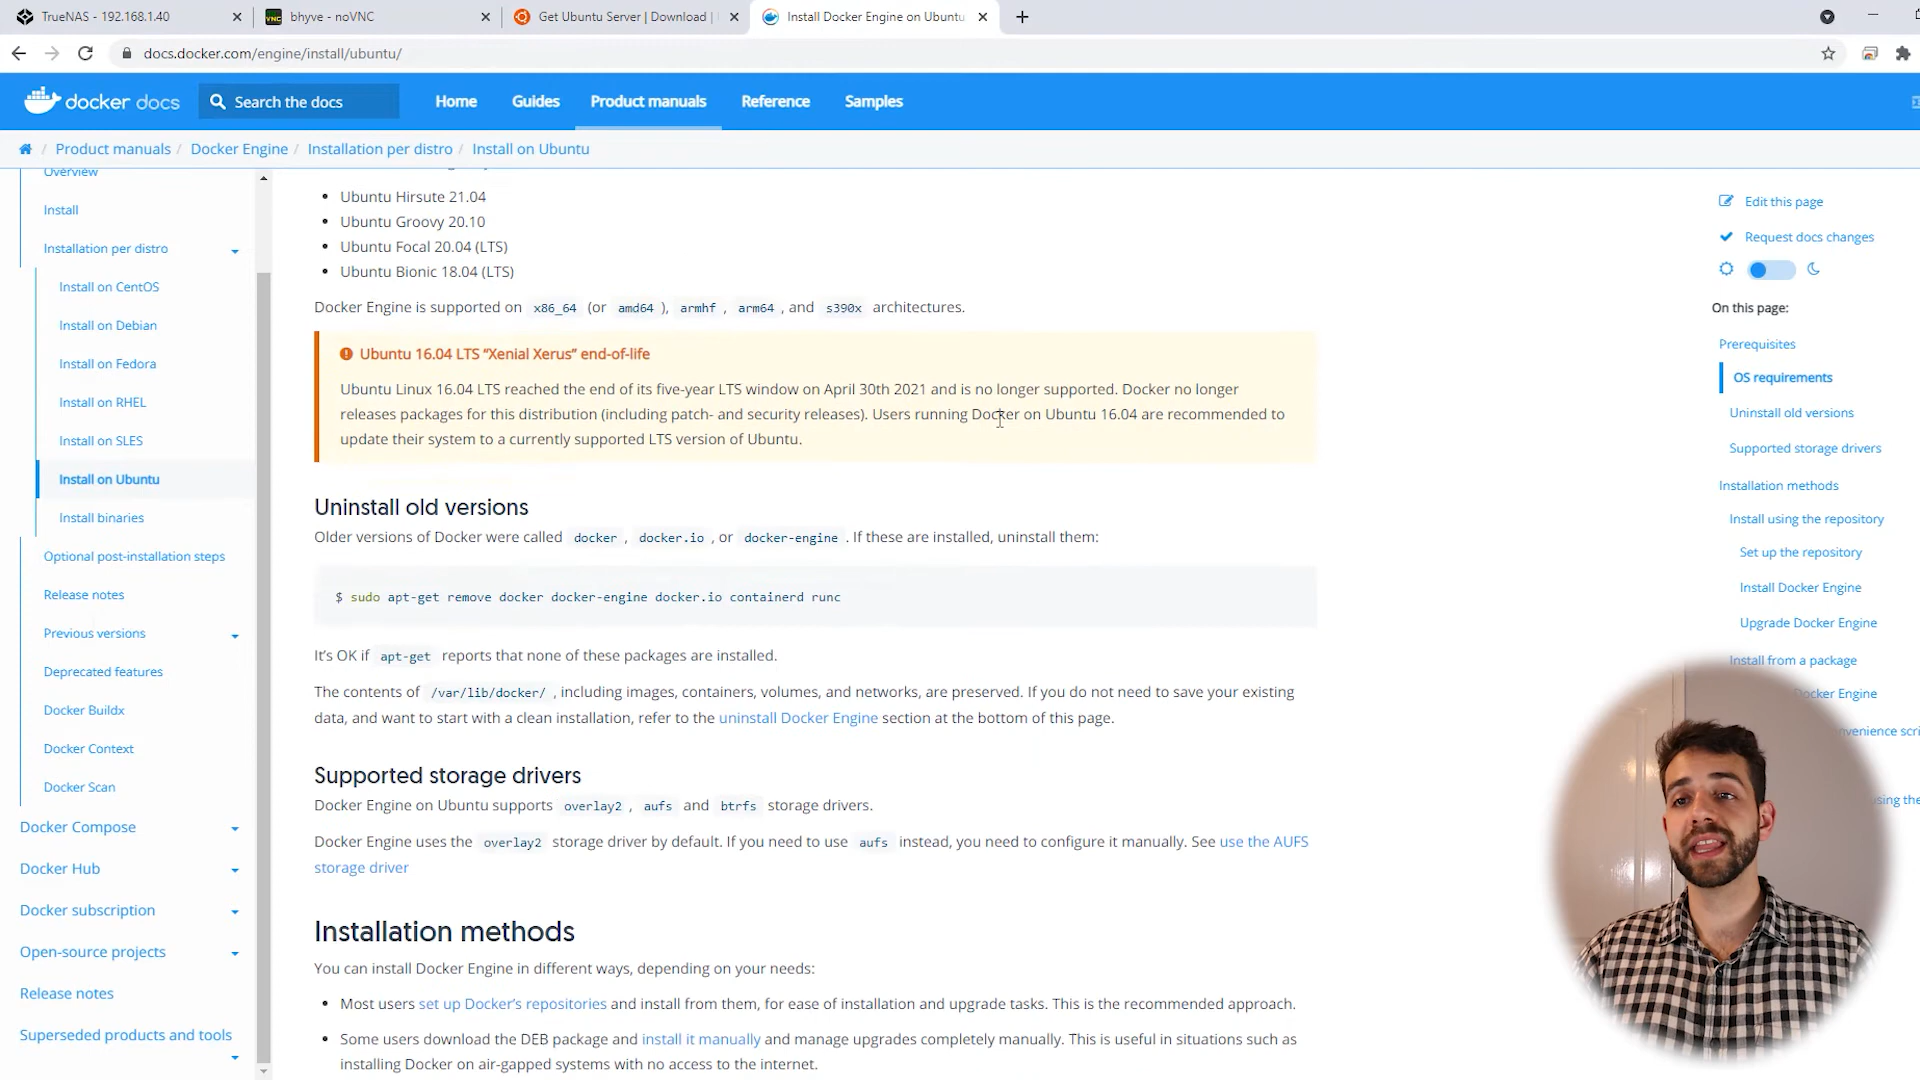 TrueNAS - 192.168.1.40
bhyve - noVNC
Get Ubuntu Server | Download |
Install Docker Engine on Ubuntu
docs.docker.com/engine/install/ubuntu/
docker docs
Search the docs
Home
Guides
Product manuals
Reference
Samples
/ Product manuals / Docker Engine / Installation per distro / Install on Ubuntu
Overview
Install
Installation per distro
Install on CentOS
Install on Debian
Install on Fedora
Install on RHEL
Install on SLES
Install on Ubuntu
Install binaries
Optional post-installation steps
Release notes
Previous versions
Deprecated features
Docker Buildx
Docker Context
Docker Scan
Docker Compose
Docker Hub
Docker subscription
Open-source projects
Release notes
Superseded products and tools
• Ubuntu Hirsute 21.04
• Ubuntu Groovy 20.10
• Ubuntu Focal 20.04 (LTS)
• Ubuntu Bionic 18.04 (LTS)
Docker Engine is supported on x86_64 (or amd64 ), armhf , arm64 , and s390x architectures.
Ubuntu 16.04 LTS “Xenial Xerus” end-of-life
Ubuntu Linux 16.04 LTS reached the end of its five-year LTS window on April 30th 2021 and is no longer supported. Docker no longer
releases packages for this distribution (including patch- and security releases). Users running Docker on Ubuntu 16.04 are recommended to
update their system to a currently supported LTS version of Ubuntu.
Uninstall old versions
Older versions of Docker were called docker , docker.io , or docker-engine . If these are installed, uninstall them:
$ sudo apt-get remove docker docker-engine docker.io containerd runc
It’s OK if apt-get reports that none of these packages are installed.
The contents of /var/lib/docker/ , including images, containers, volumes, and networks, are preserved. If you do not need to save your existing
data, and want to start with a clean installation, refer to the uninstall Docker Engine section at the bottom of this page.
Supported storage drivers
Docker Engine on Ubuntu supports overlay2 , aufs and btrfs storage drivers.
Docker Engine uses the overlay2 storage driver by default. If you need to use aufs instead, you need to configure it manually. See use the AUFS
storage driver
Installation methods
You can install Docker Engine in different ways, depending on your needs:
• Most users set up Docker’s repositories and install from them, for ease of installation and upgrade tasks. This is the recommended approach.
• Some users download the DEB package and install it manually and manage upgrades completely manually. This is useful in situations such as
installing Docker on air-gapped systems with no access to the internet.
Edit this page
Request docs changes
On this page:
Prerequisites
OS requirements
Uninstall old versions
Supported storage drivers
Installation methods
Install using the repository
Set up the repository
Install Docker Engine
Upgrade Docker Engine
Install from a package
Docker Engine